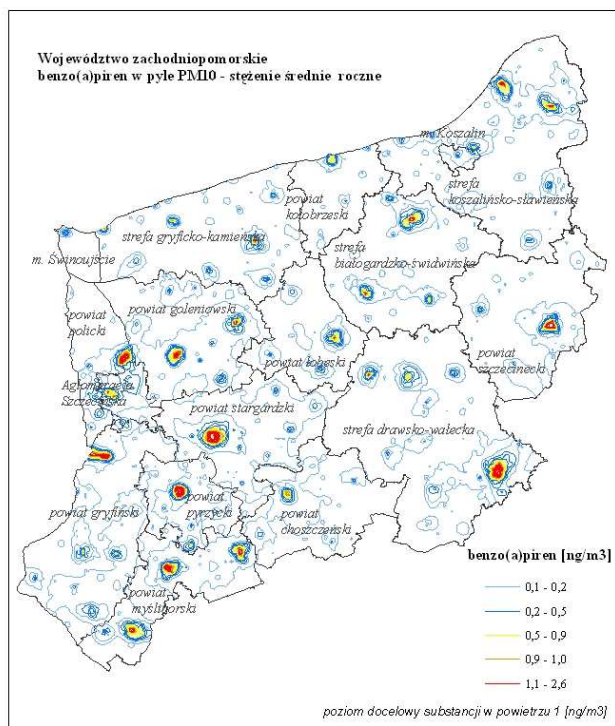 Województwo zachodniopomorskie
benzo(a)piren w pyle PM10 - stężenie średnie roczne
m. Koszalin
strefa
koszalińsko-sławieńska
powiat
kołobrzeski
strefa gryficko-kamieńska
strefa
białogardzko-świdwińska
m. Świnoujście
powiat
policki
powiat goleniowski
powiat łobeski
powiat
szczecinecki
Aglomeracja
Szczecińska
powiat stargardzki
strefa drawsko-wałecka
powiat gryfiński
powiat
pyrzycki
powiat
choszczeński
powiat
myśliborski
benzo(a)piren [ng/m3]
0,1 - 0,2
0,2 - 0,5
0,5 - 0,9
0,9 - 1,0
1,1 - 2,6
poziom docelowy substancji w powietrzu 1 [ng/m3]